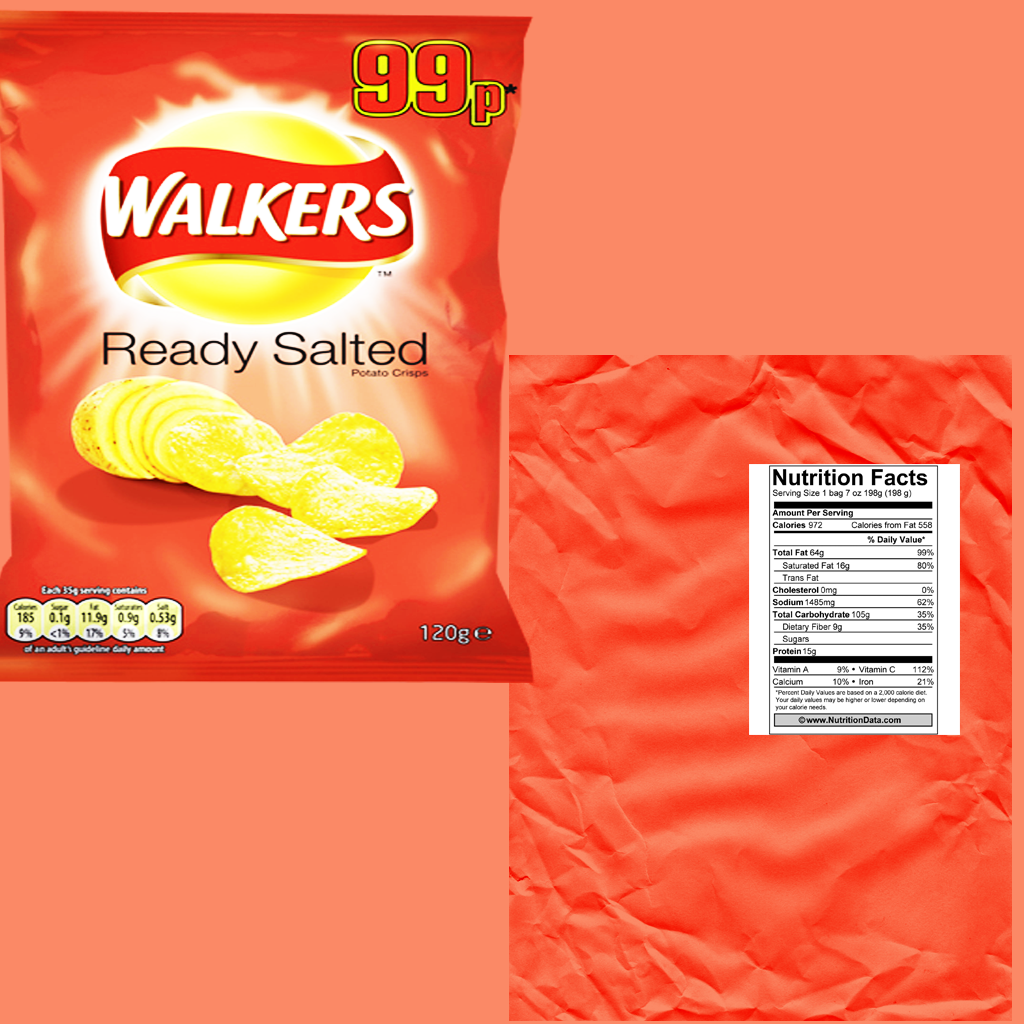 99p*
WALKERS
TM
Ready Salted
Potato Crisps
Each 35g serving contains
Calories Sugar Fat Saturates Salt
185 0.1g 11.9g 0.9g 0.53g
9% <1% 17% 5% 8%
of an adult's guideline daily amount
120g e
Nutrition Facts
Serving Size 1 bag 7 oz 198g (198 g)
Amount Per Serving
Calories 972 Calories from Fat 558
% Daily Value*
Total Fat 64g 99%
Saturated Fat 16g 80%
Trans Fat
Cholesterol 0mg 0%
Sodium 1485mg 62%
Total Carbohydrate 105g 35%
Dietary Fiber 9g 35%
Sugars
Protein 15g
Vitamin A 9% • Vitamin C 112%
Calcium 10% • Iron 21%
*Percent Daily Values are based on a 2,000 calorie diet.
Your daily values may be higher or lower depending on
your calorie needs.
©www.NutritionData.com